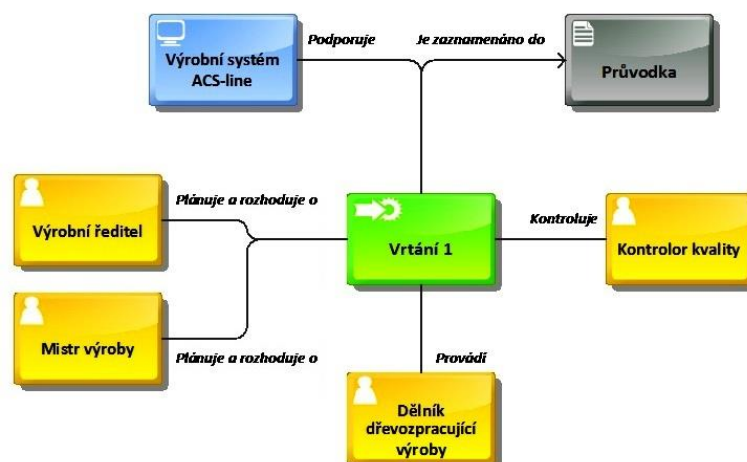 Podporuje
Je zaznamenáno do
Výrobní systém
ACS-line
Průvodka
Plánuje a rozhoduje o
Výrobní ředitel
Vrtání 1
Kontroluje
Kontrolor kvality
Mistr výroby
Plánuje a rozhoduje o
Provádí
Dělník
dřevozpracující
výroby